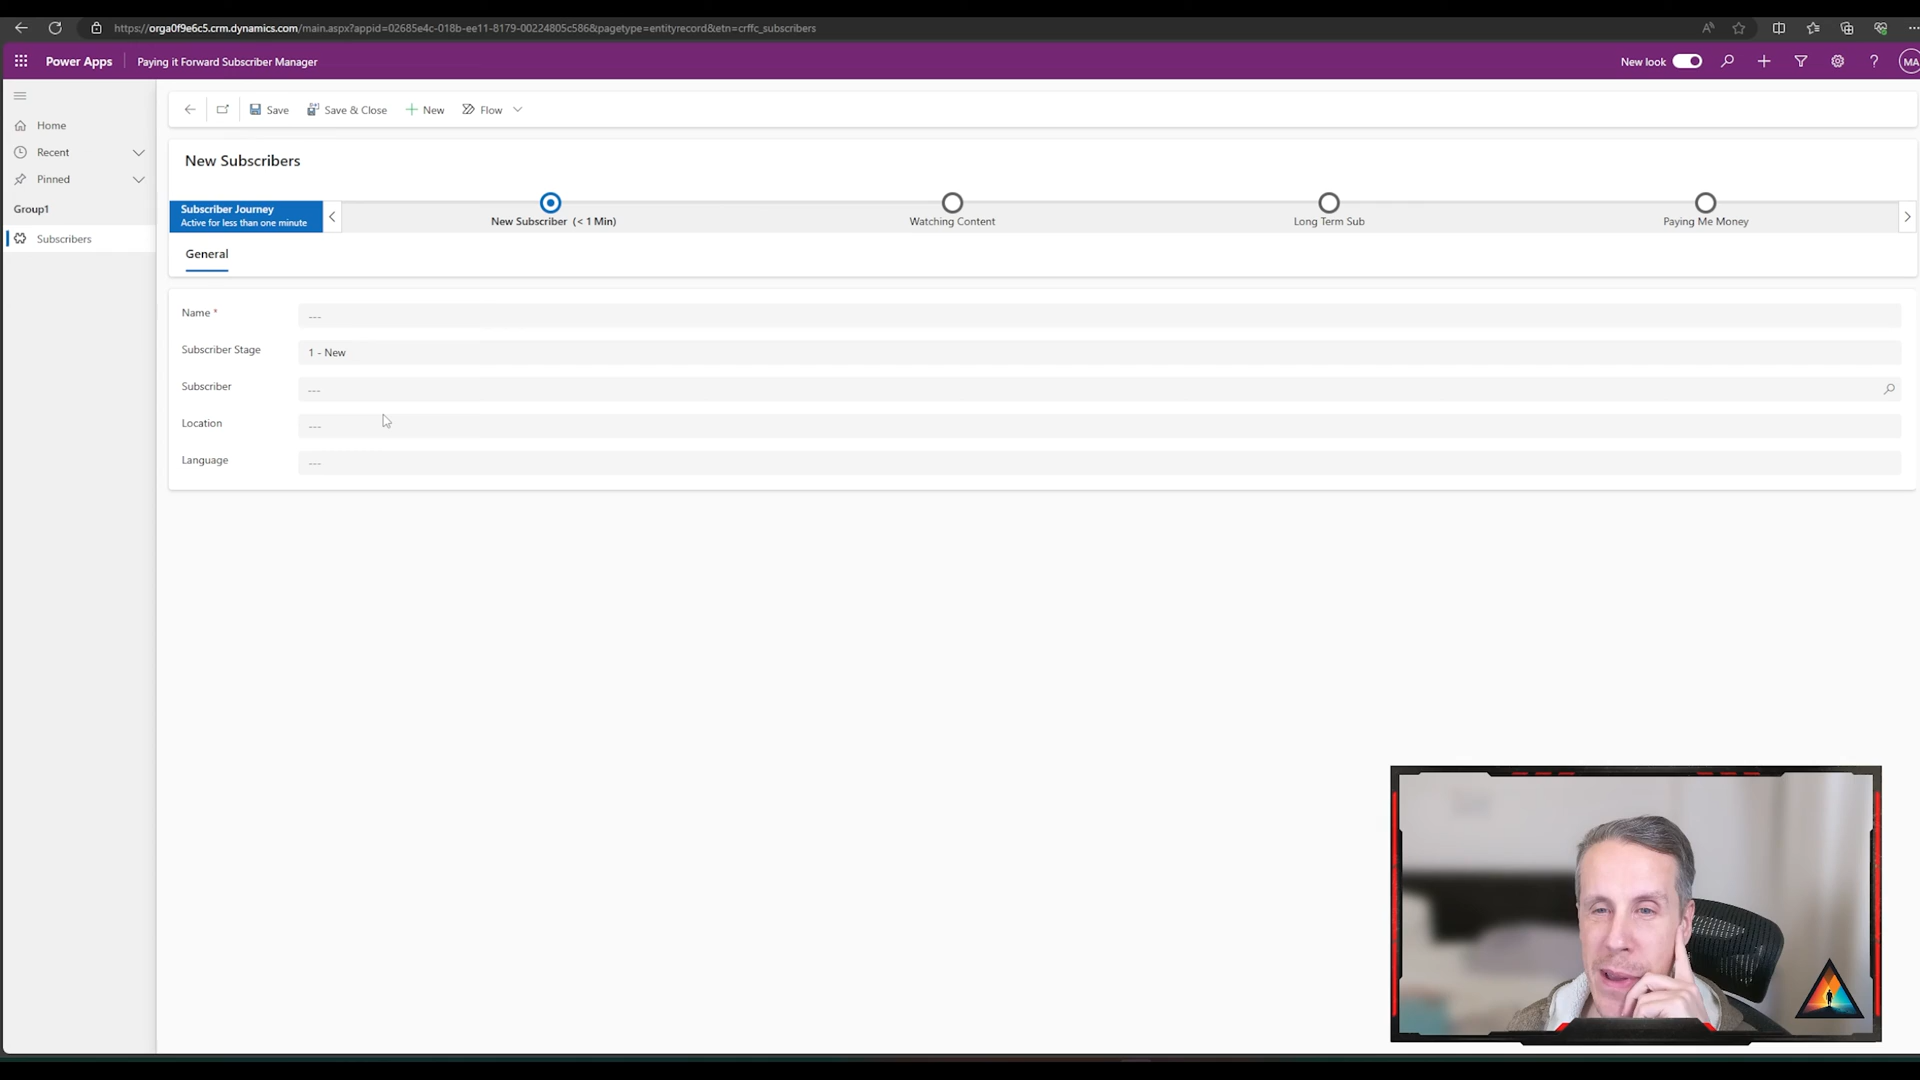 https://orga0f9e6c5.crm.dynamics.com/main.aspx?appid=02685e4c-018b-ee11-8179-00224805c586&pagetype=entityrecord&etn=crffc_subscribers
Power Apps
Paying it Forward Subscriber Manager
New look
MA
Save
Save & Close
New
Flow
Home
Recent
Pinned
Group1
Subscribers
New Subscribers
Subscriber Journey
Active for less than one minute
New Subscriber (< 1 Min)
Watching Content
Long Term Sub
Paying Me Money
General
Name *
---
Subscriber Stage
1 - New
Subscriber
---
Location
---
Language
---